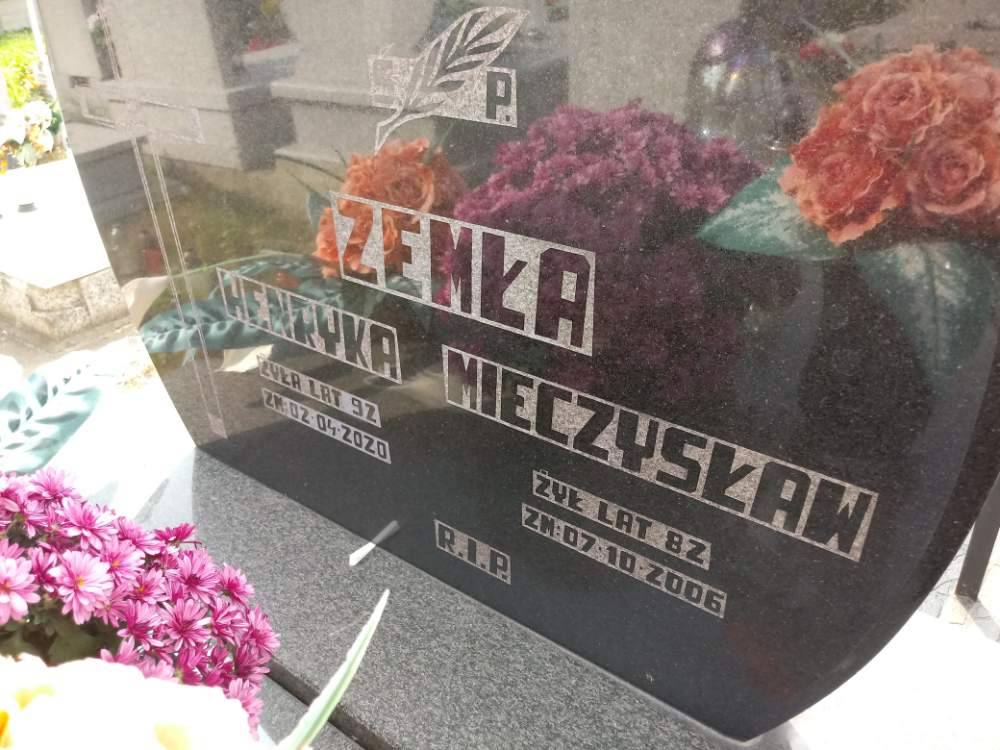 Ś. P.
ZEMŁA
HENRYKA
ŻYŁA LAT 92
ZM. 02.04.2020
MIECZYSŁAW
ŻYŁ LAT 82
ZM. 07.10.2006
R.I.P.